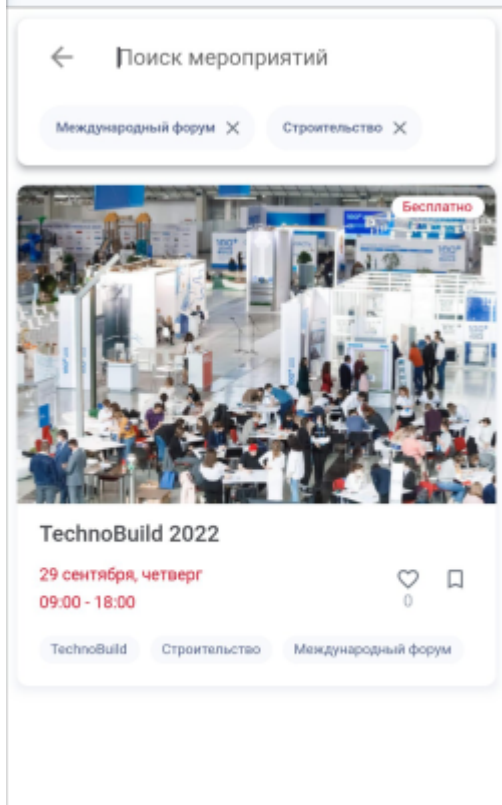 Поиск мероприятий
Международный форум
Строительство
Бесплатно
TechnoBuild 2022
29 сентября, четверг
09:00 - 18:00
0
TechnoBuild
Строительство
Международный форум